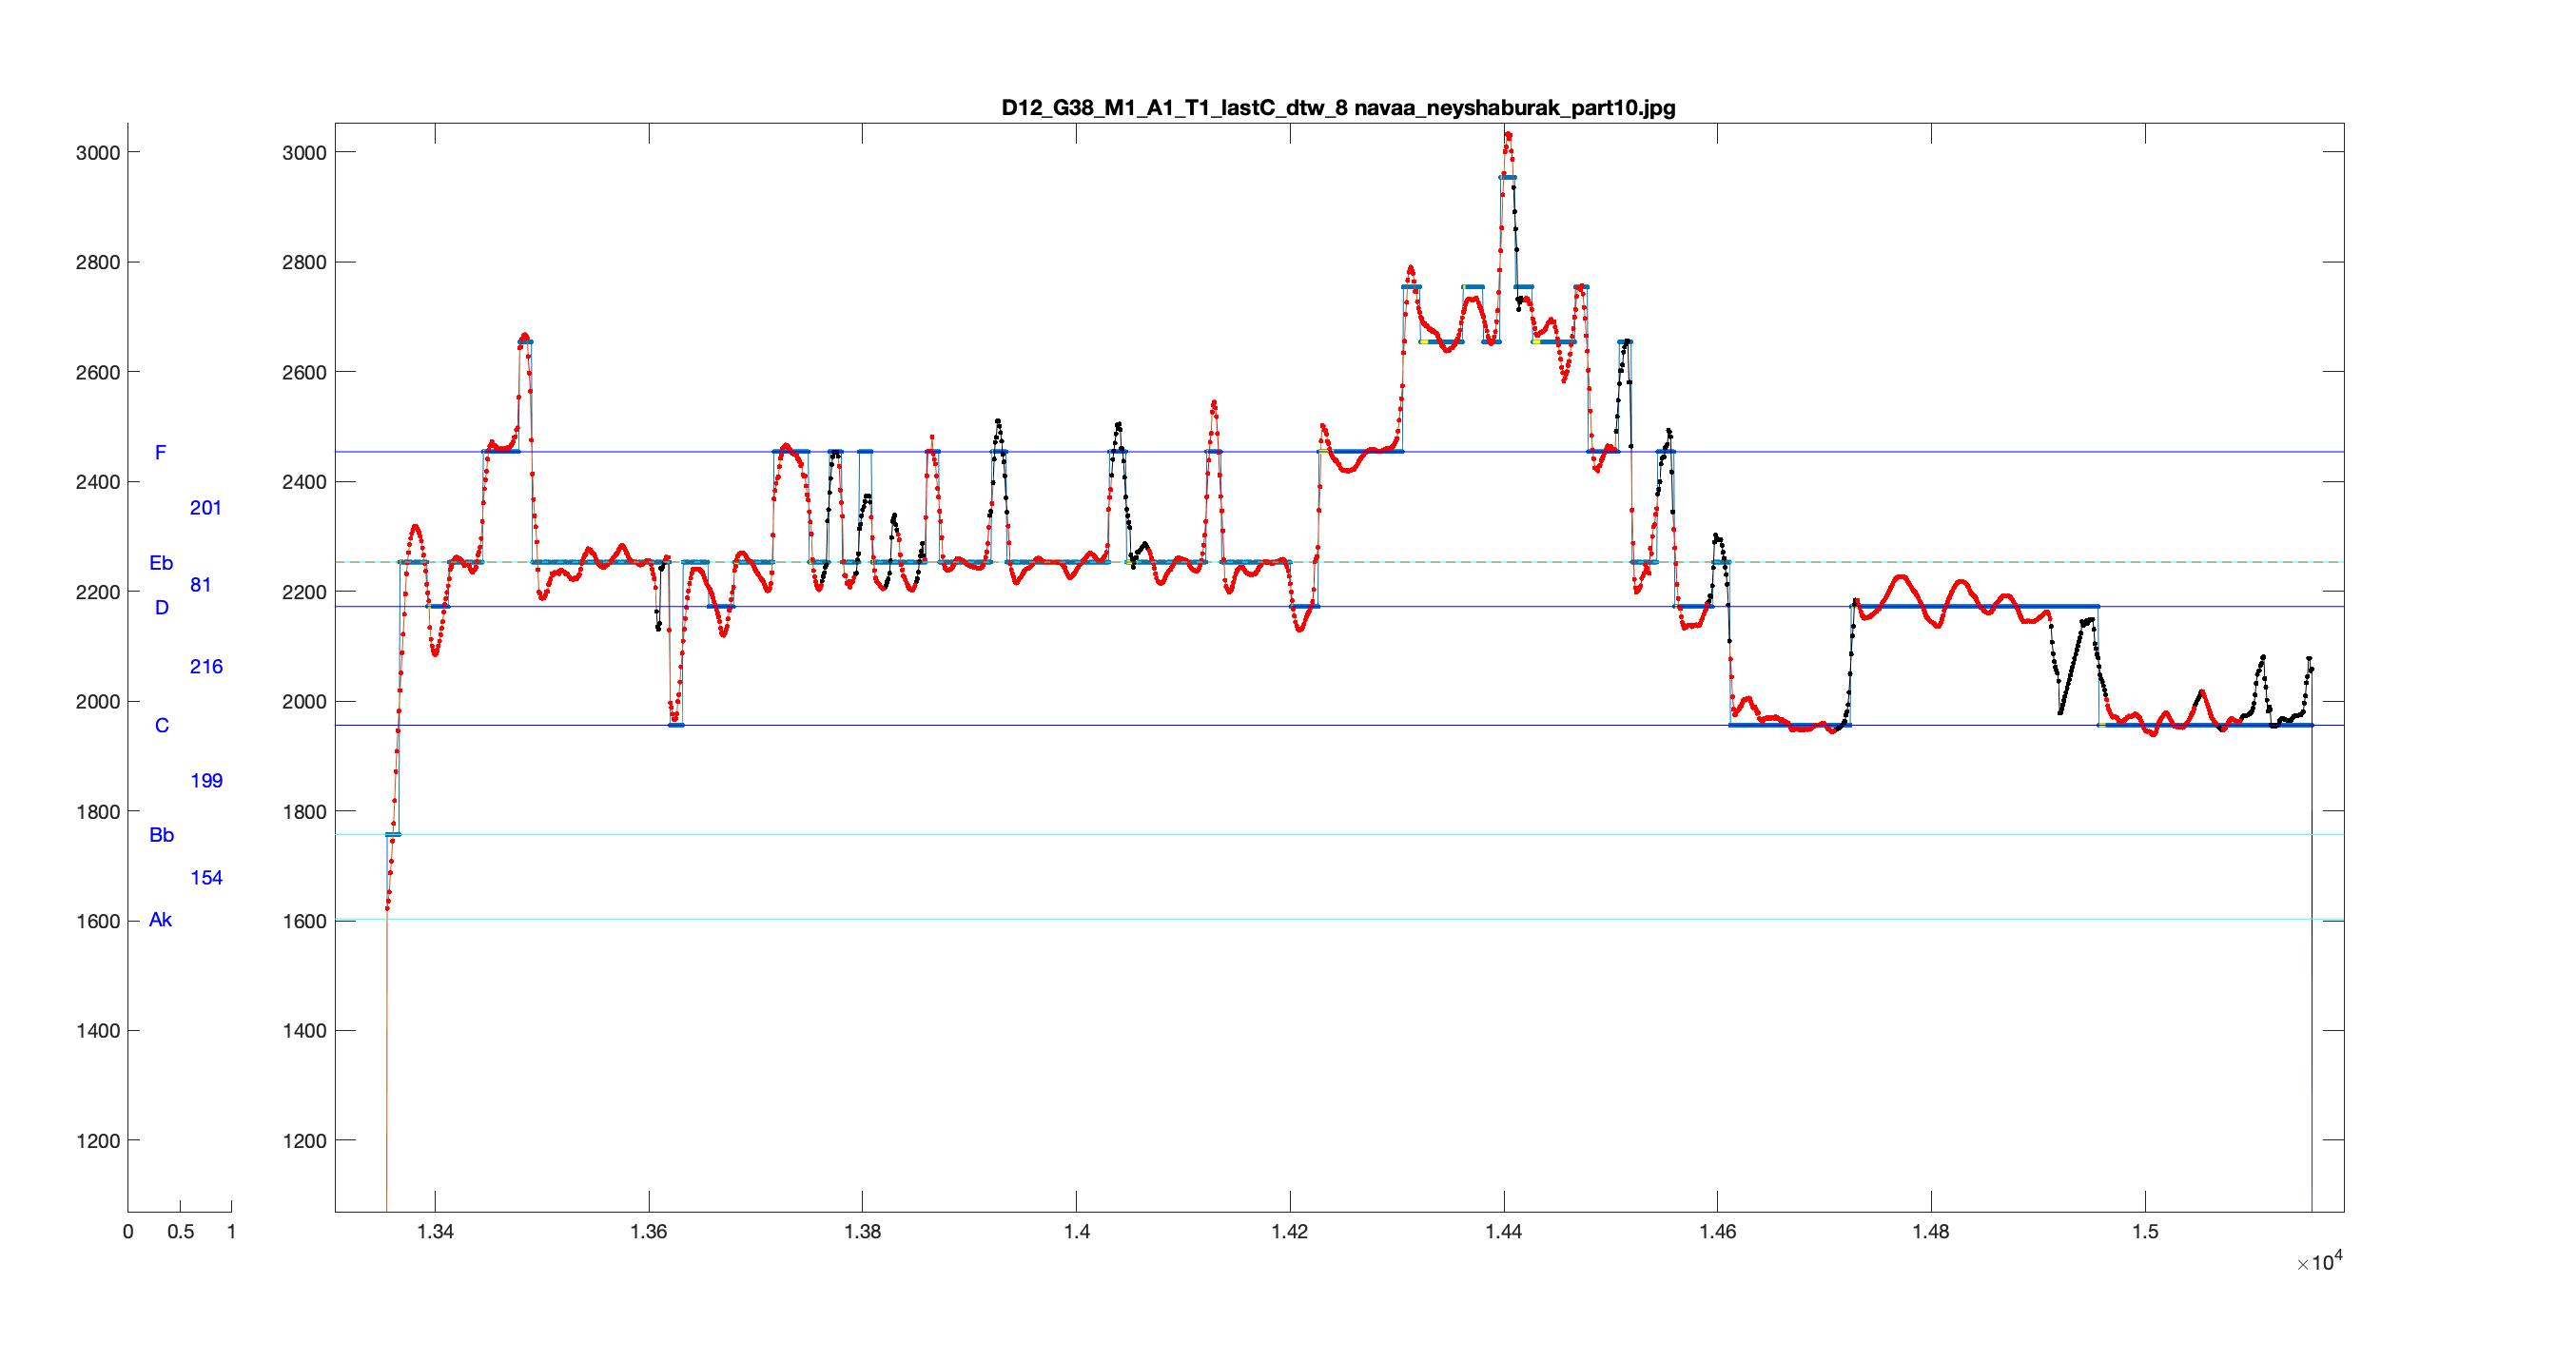 D12_G38_M1_A1_T1_lastC_dtw_8 navaa_neyshaburak_part10.jpg
3000 3000
2800 2800
2600 2600
F
2400 2400
201
Eb
81
2200 2200
D
216
2000 2000
C
199
1800 1800
Bb
154
1600 Ak 1600
1400 1400
1200 1200
0 0.5 1 1.34 1.36 1.38 1.4 1.42 1.44 1.46 1.48 1.5
×10⁴